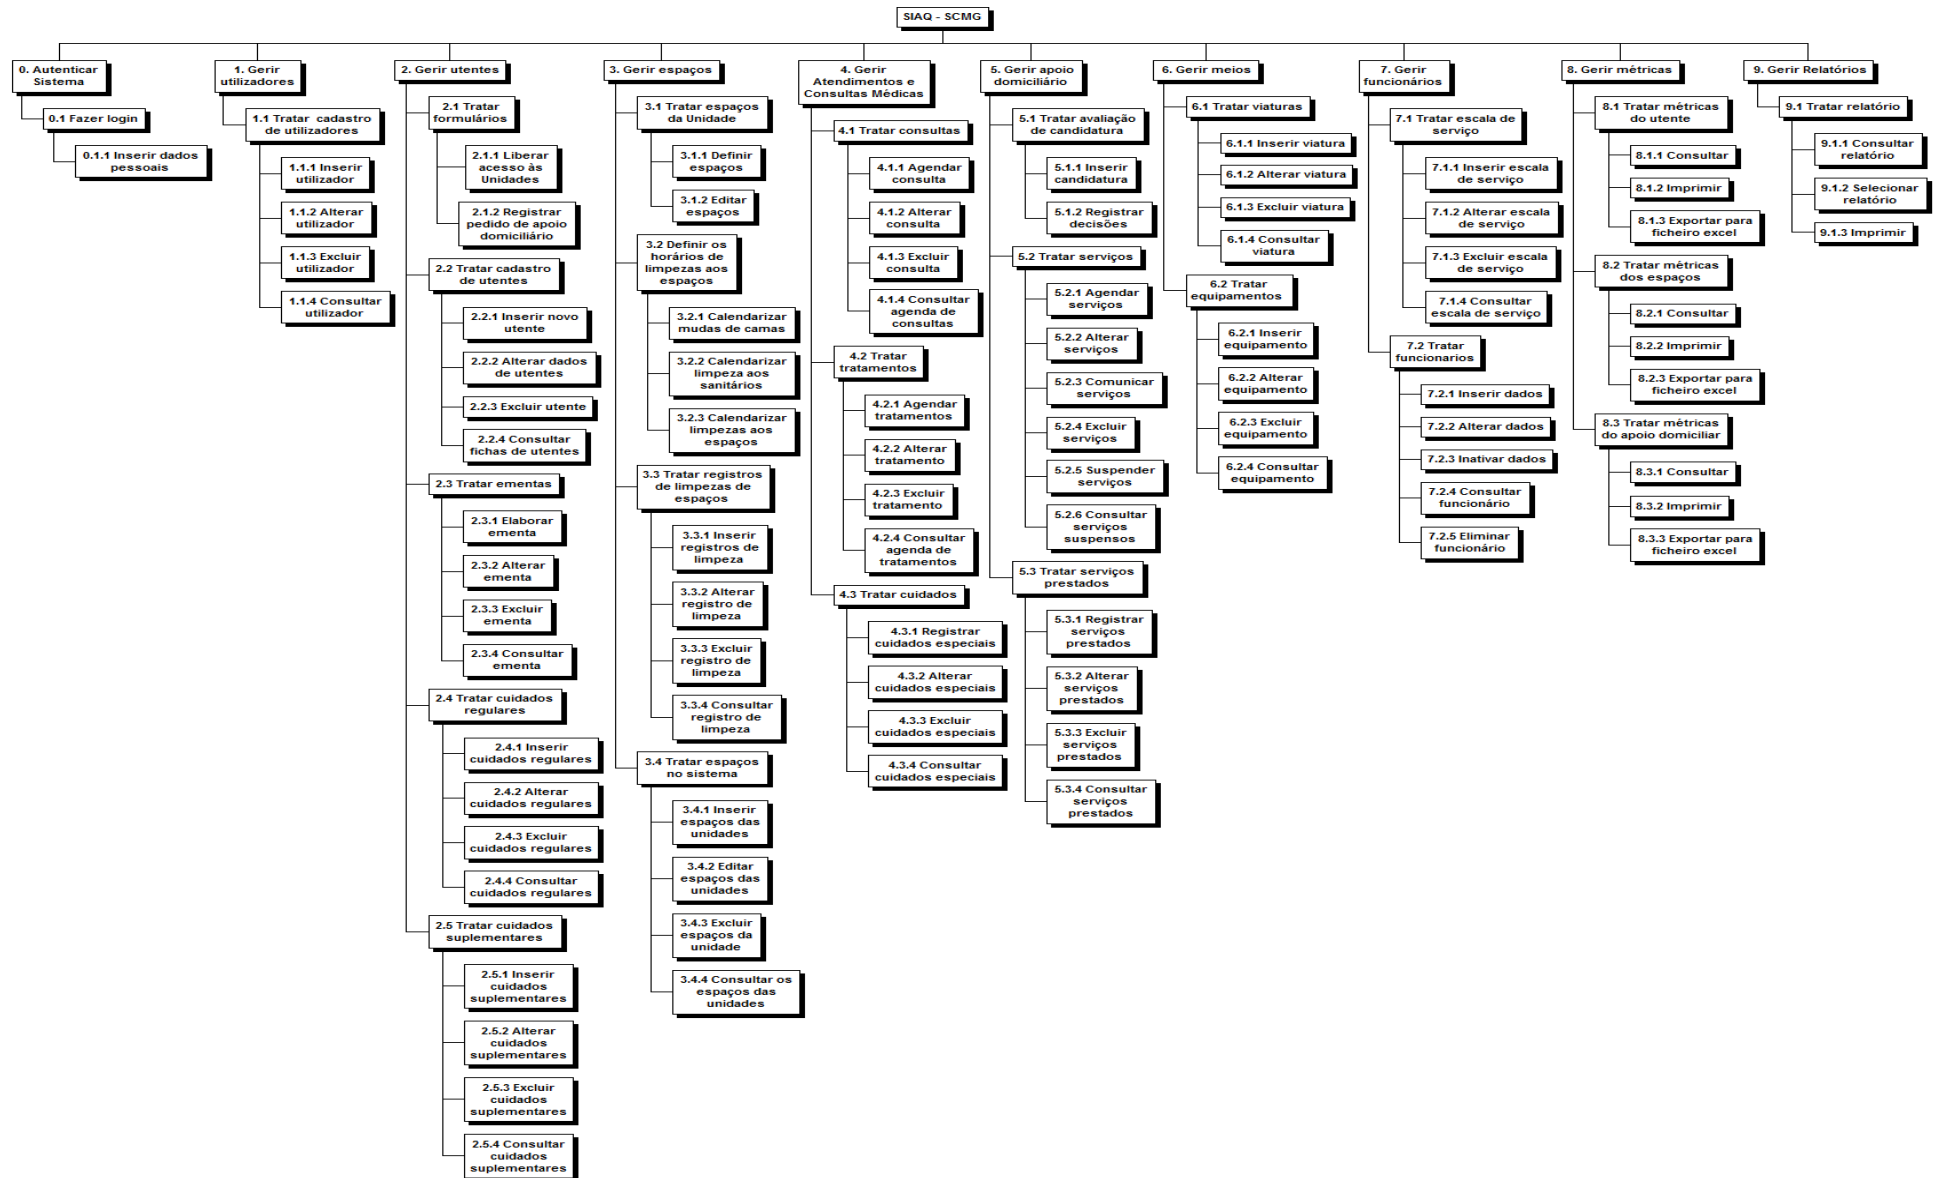 SIAQ - SCMG
0. Autenticar
Sistema
0.1 Fazer login
0.1.1 Inserir dados
pessoais
1. Gerir
utilizadores
1.1 Tratar cadastro
de utilizadores
1.1.1 Inserir
utilizador
1.1.2 Alterar
utilizador
1.1.3 Excluir
utilizador
1.1.4 Consultar
utilizador
2. Gerir utentes
2.1 Tratar
formulários
2.1.1 Liberar
acesso às
Unidades
2.1.2 Registrar
pedido de apoio
domiciliário
2.2 Tratar cadastro
de utentes
2.2.1 Inserir novo
utente
2.2.2 Alterar dados
de utentes
2.2.3 Excluir utente
2.2.4 Consultar
fichas de utentes
2.3 Tratar ementas
2.3.1 Elaborar
ementa
2.3.2 Alterar
ementa
2.3.3 Excluir
ementa
2.3.4 Consultar
ementa
2.4 Tratar cuidados
regulares
2.4.1 Inserir
cuidados regulares
2.4.2 Alterar
cuidados regulares
2.4.3 Excluir
cuidados regulares
2.4.4 Consultar
cuidados regulares
2.5 Tratar cuidados
suplementares
2.5.1 Inserir
cuidados
suplementares
2.5.2 Alterar
cuidados
suplementares
2.5.3 Excluir
cuidados
suplementares
2.5.4 Consultar
cuidados
suplementares
3. Gerir espaços
3.1 Tratar espaços
da Unidade
3.1.1 Definir
espaços
3.1.2 Editar
espaços
3.2 Definir os
horários de
limpezas aos
espaços
3.2.1 Calendarizar
mudas de camas
3.2.2 Calendarizar
limpeza aos
sanitários
3.2.3 Calendarizar
limpezas aos
espaços
3.3 Tratar registros
de limpezas de
espaços
3.3.1 Inserir
registros de
limpeza
3.3.2 Alterar
registro de
limpeza
3.3.3 Excluir
registro de
limpeza
3.3.4 Consultar
registro de
limpeza
3.4 Tratar espaços
no sistema
3.4.1 Inserir
espaços das
unidades
3.4.2 Editar
espaços das
unidades
3.4.3 Excluir
espaços da
unidade
3.4.4 Consultar os
espaços das
unidades
4. Gerir
Atendimentos e
Consultas Médicas
4.1 Tratar consultas
4.1.1 Agendar
consulta
4.1.2 Alterar
consulta
4.1.3 Excluir
consulta
4.1.4 Consultar
agenda de
consultas
4.2 Tratar
tratamentos
4.2.1 Agendar
tratamentos
4.2.2 Alterar
tratamento
4.2.3 Excluir
tratamento
4.2.4 Consultar
agenda de
tratamentos
4.3 Tratar cuidados
4.3.1 Registrar
cuidados especiais
4.3.2 Alterar
cuidados especiais
4.3.3 Excluir
cuidados especiais
4.3.4 Consultar
cuidados especiais
5. Gerir apoio
domiciliário
5.1 Tratar avaliação
de candidatura
5.1.1 Inserir
candidatura
5.1.2 Registrar
decisões
5.2 Tratar serviços
5.2.1 Agendar
serviços
5.2.2 Alterar
serviços
5.2.3 Comunicar
serviços
5.2.4 Excluir
serviços
5.2.5 Suspender
serviços
5.2.6 Consultar
serviços
suspensos
5.3 Tratar serviços
prestados
5.3.1 Registrar
serviços
prestados
5.3.2 Alterar
serviços
prestados
5.3.3 Excluir
serviços
prestados
5.3.4 Consultar
serviços
prestados
6. Gerir meios
6.1 Tratar viaturas
6.1.1 Inserir viatura
6.1.2 Alterar viatura
6.1.3 Excluir viatura
6.1.4 Consultar
viatura
6.2 Tratar
equipamentos
6.2.1 Inserir
equipamento
6.2.2 Alterar
equipamento
6.2.3 Excluir
equipamento
6.2.4 Consultar
equipamento
7. Gerir
funcionários
7.1 Tratar escala de
serviço
7.1.1 Inserir escala
de serviço
7.1.2 Alterar escala
de serviço
7.1.3 Excluir escala
de serviço
7.1.4 Consultar
escala de serviço
7.2 Tratar
funcionarios
7.2.1 Inserir dados
7.2.2 Alterar dados
7.2.3 Inativar dados
7.2.4 Consultar
funcionário
7.2.5 Eliminar
funcionário
8. Gerir métricas
8.1 Tratar métricas
do utente
8.1.1 Consultar
8.1.2 Imprimir
8.1.3 Exportar para
ficheiro excel
8.2 Tratar métricas
dos espaços
8.2.1 Consultar
8.2.2 Imprimir
8.2.3 Exportar para
ficheiro excel
8.3 Tratar métricas
do apoio domiciliar
8.3.1 Consultar
8.3.2 Imprimir
8.3.3 Exportar para
ficheiro excel
9. Gerir Relatórios
9.1 Tratar relatório
9.1.1 Consultar
relatório
9.1.2 Selecionar
relatório
9.1.3 Imprimir